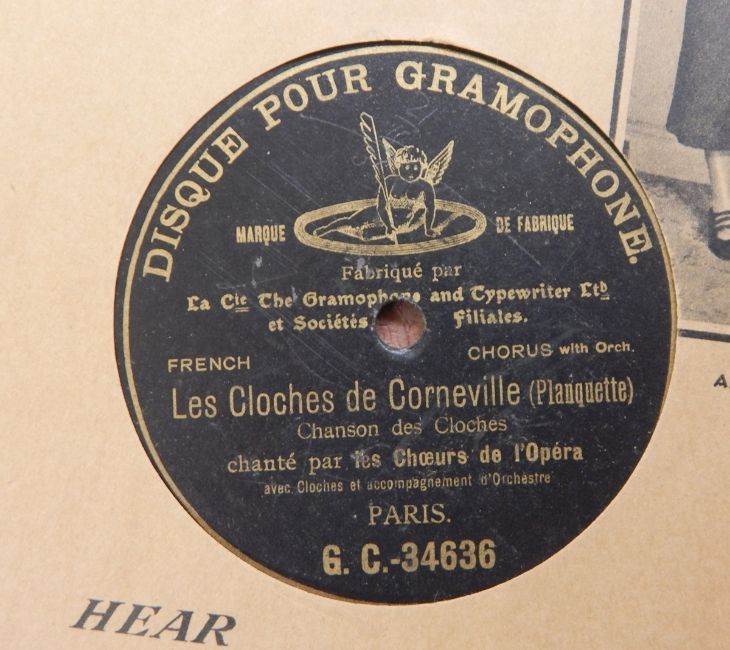 DISQUE POUR GRAMOPHONE.
MARQUE DE FABRIQUE
Fabriqué par
La Cie The Gramophone and Typewriter Ltd
et Sociétés filiales.
FRENCH CHORUS with Orch.
Les Cloches de Corneville (Planquette)
Chanson des Cloches
chanté par les Chœurs de l'Opéra
avec Cloches et accompagnement d'Orchestre
PARIS.
G. C.-34636
HEAR
A